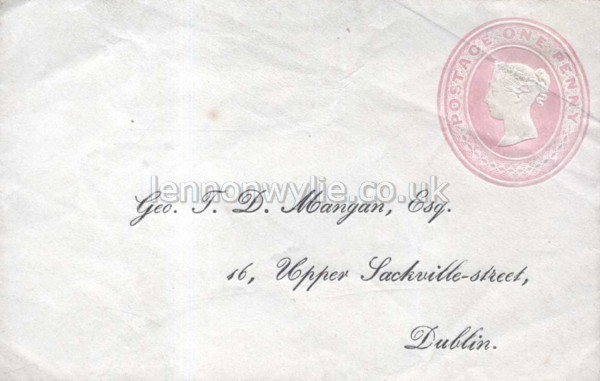 POSTAGE ONE PENNY
lennonwylie.co.uk
Geo. T. D. Mangan, Esq.
16, Upper Sackville-street,
Dublin.